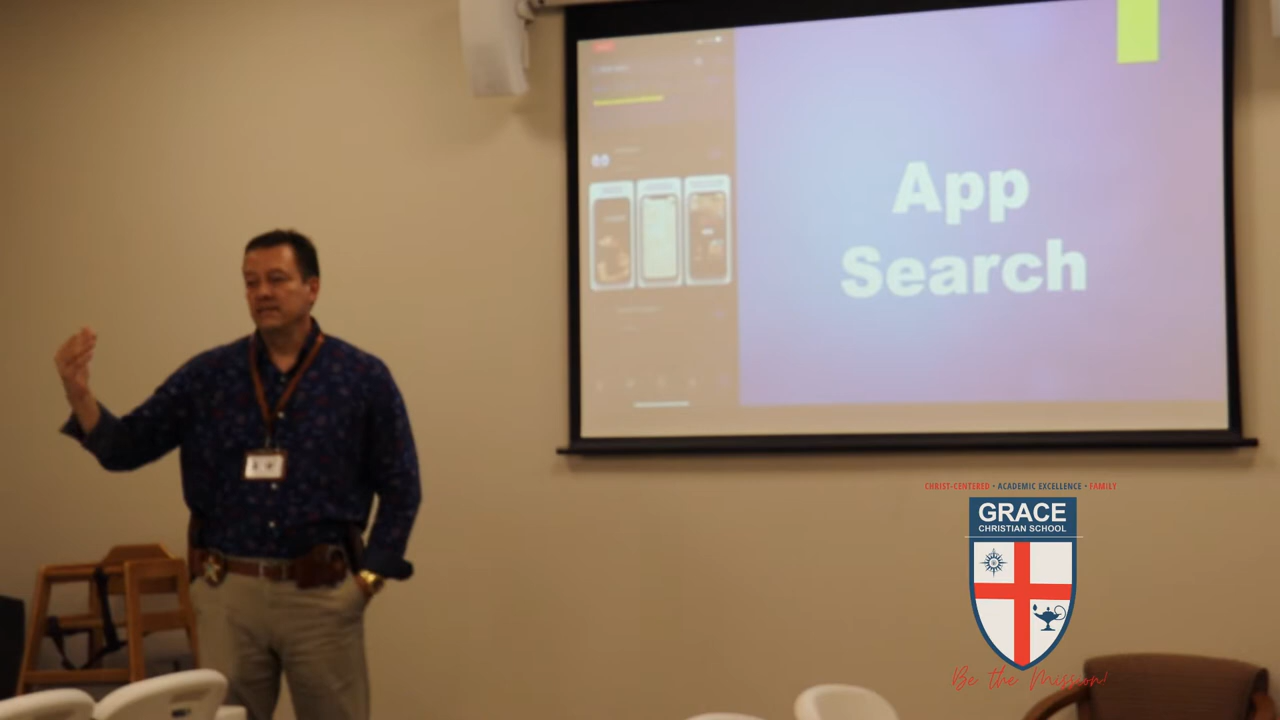 App
Search
CHRIST-CENTERED • ACADEMIC EXCELLENCE • FAMILY
GRACE
CHRISTIAN SCHOOL
Be the Mission!